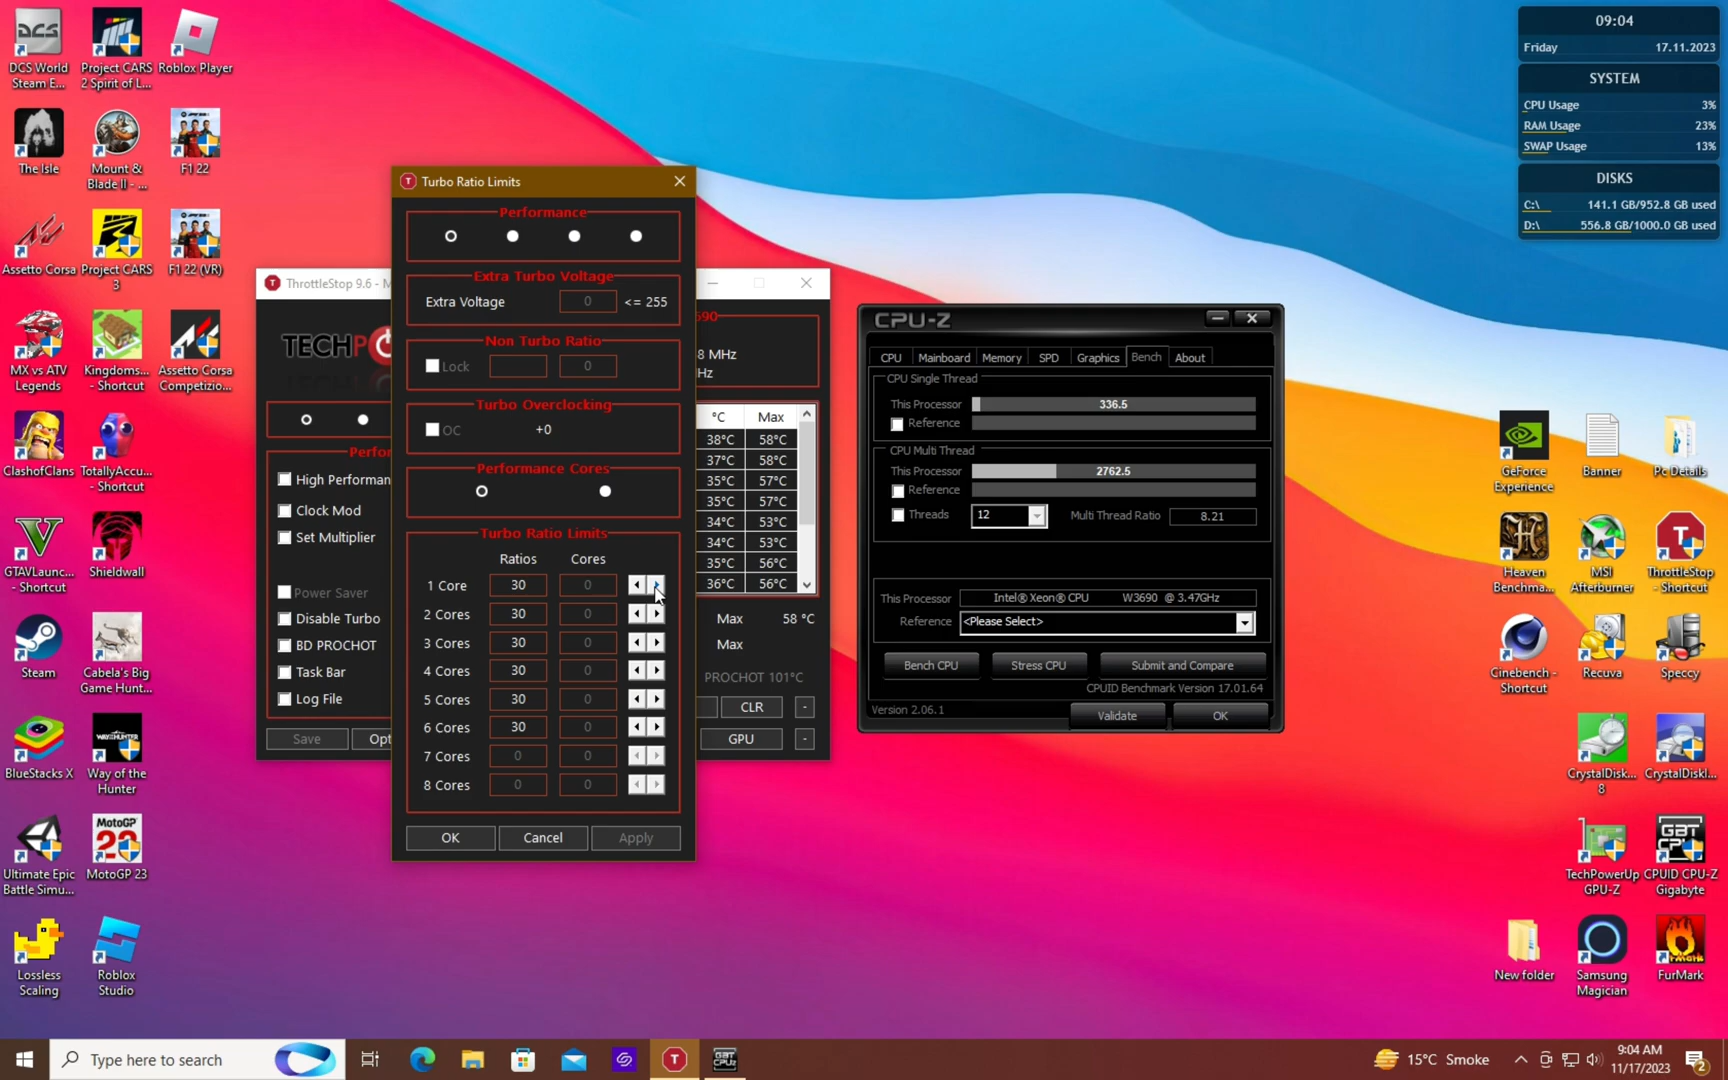 DCS
DCS World
Steam E...
Project CARS
2 Spirit of L...
Roblox Player
The Isle
Mount &
Blade II - ...
F1 22
Assetto Corsa
Project CARS
3
F1 22 (VR)
MX vs ATV
Legends
Kingdoms...
- Shortcut
Assetto Corsa
Competizio...
ClashofClans
TotallyAccu...
- Shortcut
GTAVLaunc...
- Shortcut
Shieldwall
Steam
Cabela's Big
Game Hunt...
BlueStacks X
Way of the
Hunter
Ultimate Epic
Battle Simu...
MotoGP
MotoGP 23
Lossless
Scaling
Roblox
Studio
ThrottleStop 9.6 - M
TECHP
Perfor
High Performan
Clock Mod
Set Multiplier
Power Saver
Disable Turbo
BD PROCHOT
Task Bar
Log File
Save
Opt
Turbo Ratio Limits
Performance
Extra Turbo Voltage
Extra Voltage 0 <= 255
Non Turbo Ratio
Lock 0
Turbo Overclocking
OC +0
Performance Cores
Turbo Ratio Limits
Ratios Cores
1 Core 30 0
2 Cores 30 0
3 Cores 30 0
4 Cores 30 0
5 Cores 30 0
6 Cores 30 0
7 Cores 0 0
8 Cores 0 0
OK Cancel Apply
690
8 MHz
Hz
°C Max
38°C 58°C
37°C 58°C
35°C 57°C
35°C 57°C
34°C 53°C
34°C 53°C
35°C 56°C
36°C 56°C
Max 58 °C
Max
PROCHOT 101°C
CLR -
GPU -
CPU-Z
CPU Mainboard Memory SPD Graphics Bench About
CPU Single Thread
This Processor 336.5
Reference
CPU Multi Thread
This Processor 2762.5
Reference
Threads 12 Multi Thread Ratio 8.21
This Processor Intel® Xeon® CPU W3690 @ 3.47GHz
Reference <Please Select>
Bench CPU Stress CPU Submit and Compare
CPUID Benchmark Version 17.01.64
Version 2.06.1
Validate OK
09:04
Friday 17.11.2023
SYSTEM
CPU Usage 3%
RAM Usage 23%
SWAP Usage 13%
DISKS
C:\ 141.1 GB/952.8 GB used
D:\ 556.8 GB/1000.0 GB used
GeForce
Experience
Banner
Pc Details
Heaven
Benchma...
MSI
Afterburner
ThrottleStop
- Shortcut
Cinebench -
Shortcut
Recuva
Speccy
CrystalDisk...
8
CrystalDiskI...
TechPowerUp
GPU-Z
GBT
CPUZ
CPUID CPU-Z
Gigabyte
New folder
Samsung
Magician
FurMark
Type here to search
T
GBT
CPUZ
15°C Smoke
9:04 AM
11/17/2023
2